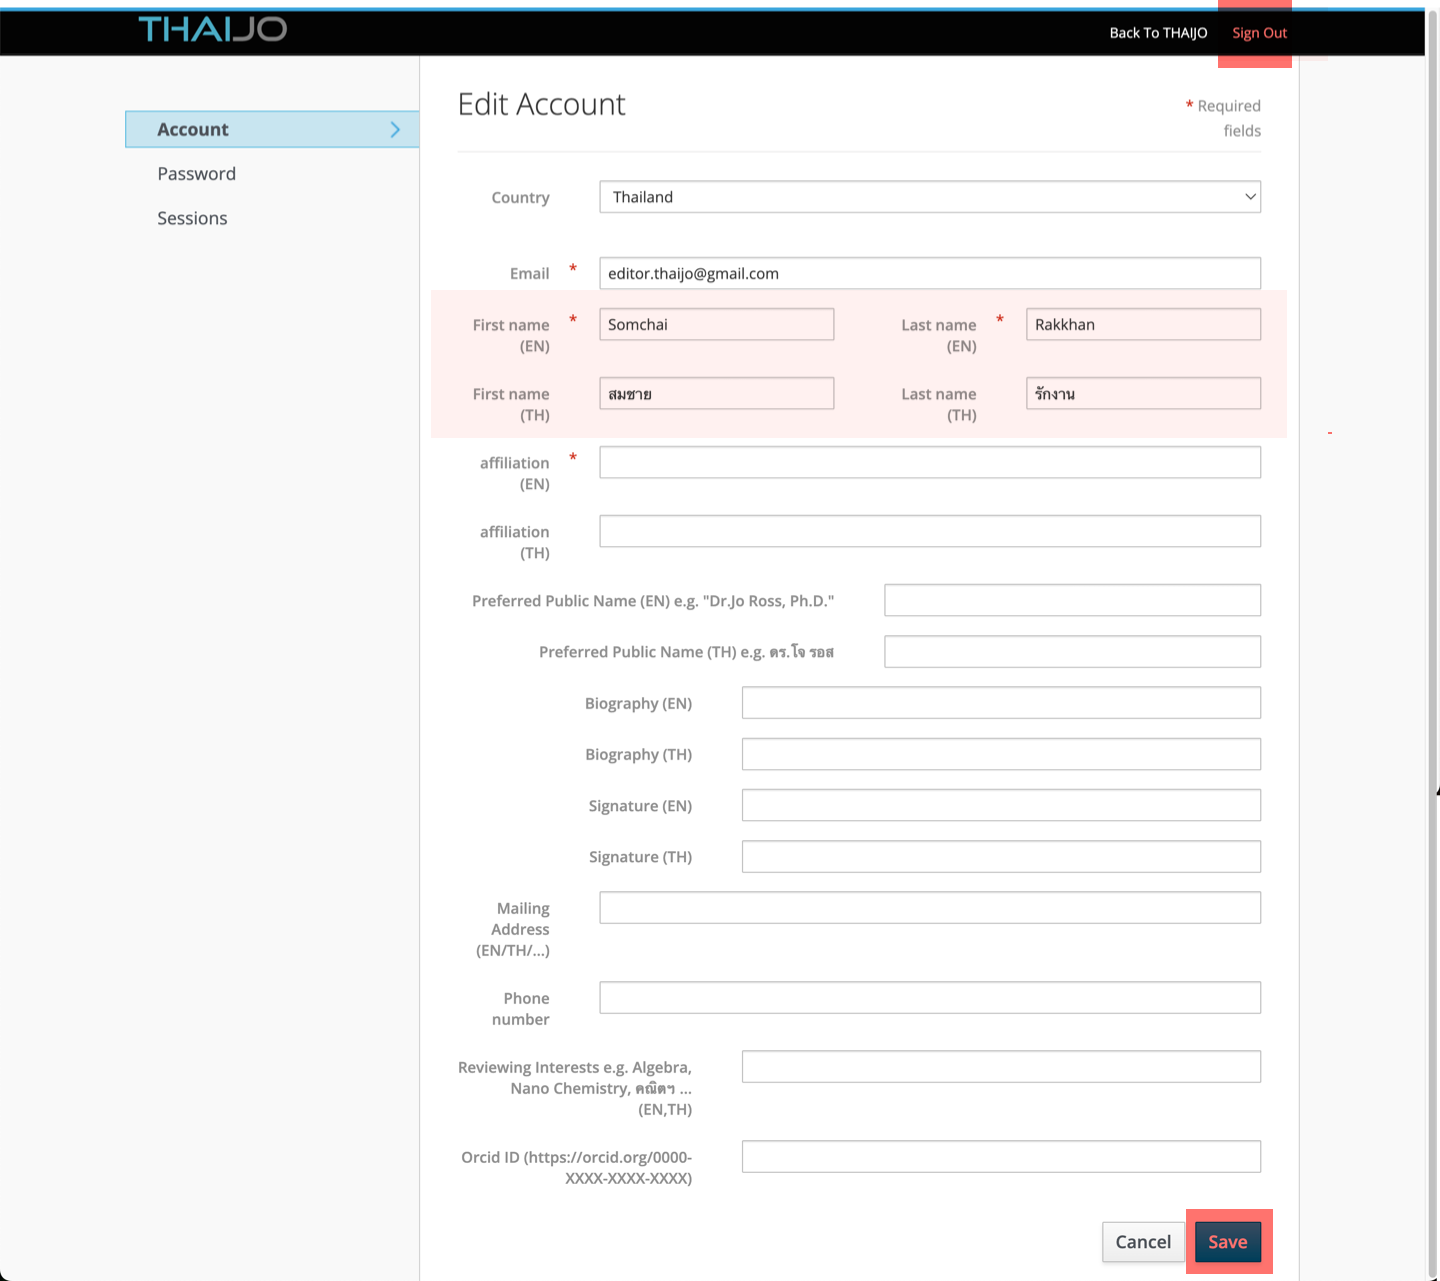 THAIJO
Back To THAIJO
Sign Out
Account
Password
Sessions
Edit Account
* Required
fields
Country
Thailand
Email *
editor.thaijo@gmail.com
First name *
(EN)
Somchai
Last name *
(EN)
Rakkhan
First name
(TH)
สมชาย
Last name
(TH)
รักงาน
affiliation *
(EN)
affiliation
(TH)
Preferred Public Name (EN) e.g. "Dr.Jo Ross, Ph.D."
Preferred Public Name (TH) e.g. ดร.โจ รอส
Biography (EN)
Biography (TH)
Signature (EN)
Signature (TH)
Mailing
Address
(EN/TH/...)
Phone
number
Reviewing Interests e.g. Algebra,
Nano Chemistry, คณิตฯ ...
(EN,TH)
Orcid ID (https://orcid.org/0000-
XXXX-XXXX-XXXX)
Cancel
Save